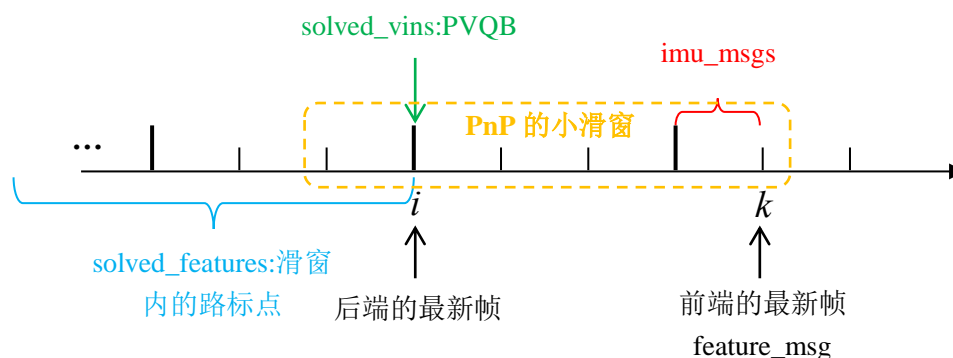 solved_vins:PVQB
imu_msgs
PnP 的小滑窗
...
i
k
solved_features:滑窗
内的路标点
后端的最新帧
前端的最新帧
feature_msg